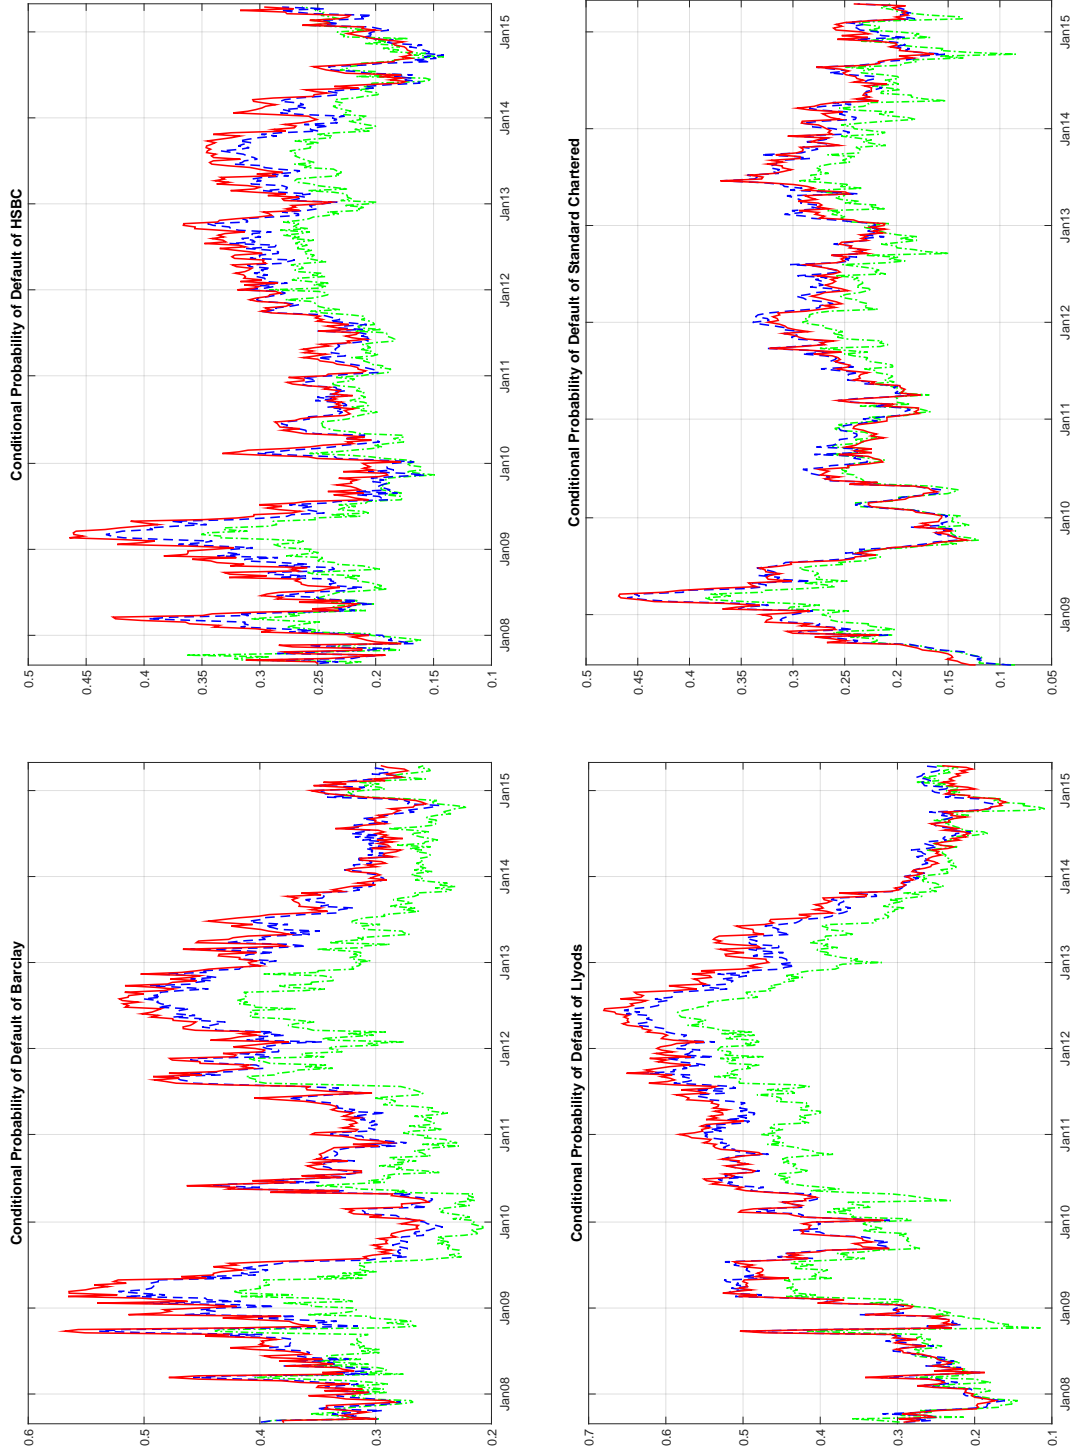 Conditional Probability of Default of Barclay
0.6
0.5
0.4
0.3
0.2
Jan08
Jan09
Jan10
Jan11
Jan12
Jan13
Jan14
Jan15
Conditional Probability of Default of HSBC
0.5
0.45
0.4
0.35
0.3
0.25
0.2
0.15
0.1
Jan08
Jan09
Jan10
Jan11
Jan12
Jan13
Jan14
Jan15
Conditional Probability of Default of Llyods
0.7
0.6
0.5
0.4
0.3
0.2
0.1
Jan08
Jan09
Jan10
Jan11
Jan12
Jan13
Jan14
Jan15
Conditional Probability of Default of Standard Chartered
0.5
0.45
0.4
0.35
0.3
0.25
0.2
0.15
0.1
0.05
Jan09
Jan10
Jan11
Jan12
Jan13
Jan14
Jan15